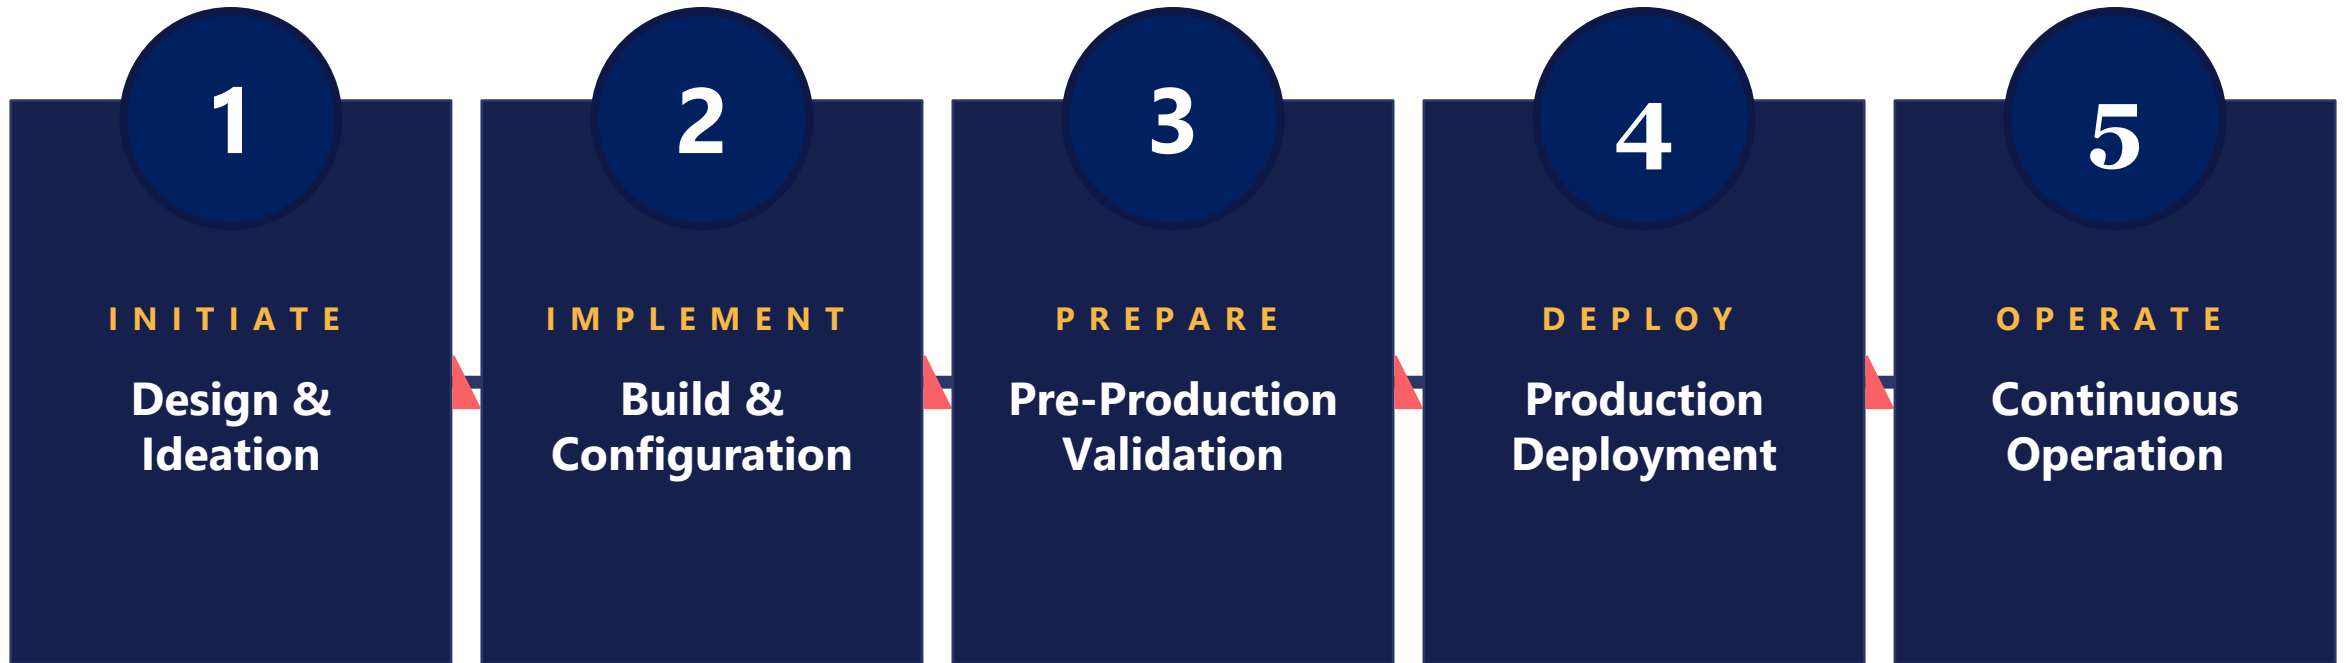 1
INITIATE
Design &
Ideation
2
IMPLEMENT
Build &
Configuration
3
PREPARE
Pre-Production
Validation
4
DEPLOY
Production
Deployment
5
OPERATE
Continuous
Operation